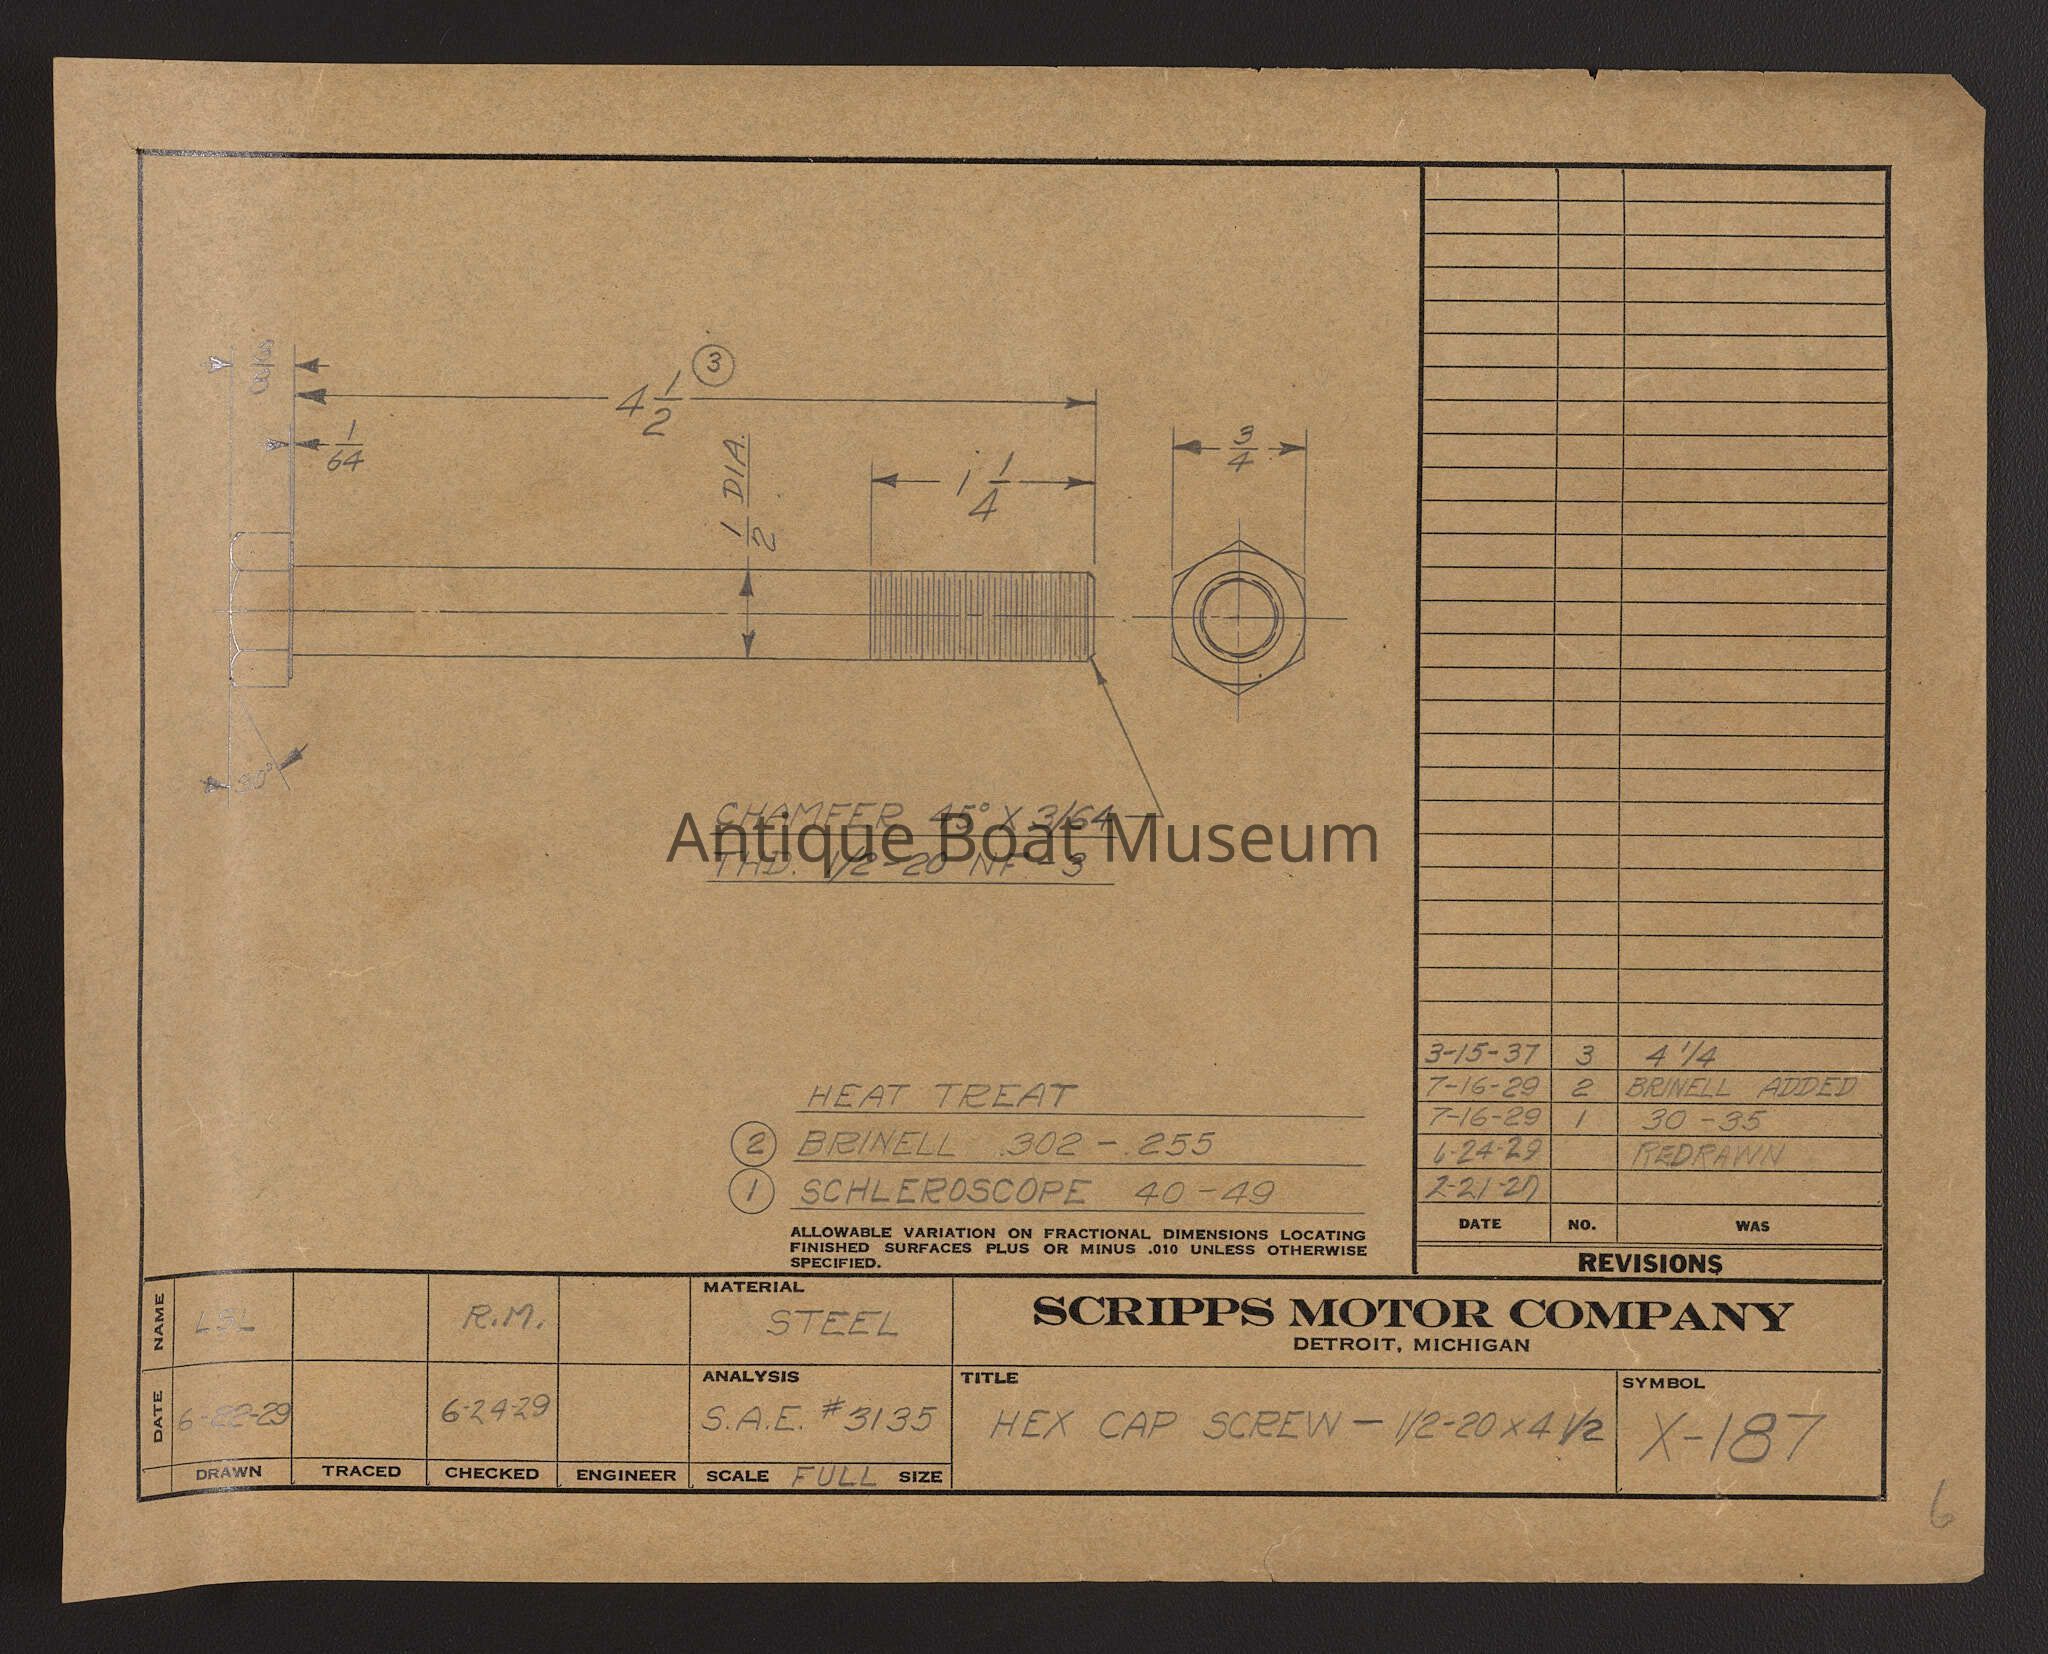 3/8
4 1/2 ③
1/64
1/2 DIA.
1 1/4
3/4
30°
CHAMFER 45° X 3/64
THD. 1/2-20 NF-3
Antique Boat Museum
HEAT TREAT
② BRINELL .302 - .255
① SCHLEROSCOPE 40-49
ALLOWABLE VARIATION ON FRACTIONAL DIMENSIONS LOCATING
FINISHED SURFACES PLUS OR MINUS .010 UNLESS OTHERWISE
SPECIFIED.
3-15-37 3 4 1/4
7-16-29 2 BRINELL ADDED
7-16-29 1 30-35
6-24-29 REDRAWN
DATE NO. WAS
REVISIONS
NAME LSL R.M.
DATE 6-22-29 6-24-29
DRAWN TRACED CHECKED ENGINEER
MATERIAL
STEEL
ANALYSIS
S.A.E. #3135
SCALE FULL SIZE
SCRIPPS MOTOR COMPANY
DETROIT, MICHIGAN
TITLE
HEX CAP SCREW - 1/2-20 x 4 1/2
SYMBOL
X-187
6